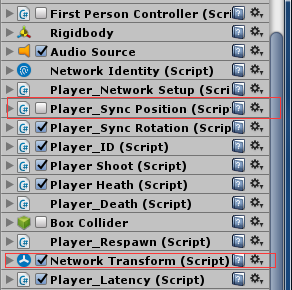 First Person Controller (Scri
Rigidbody
Audio Source
Network Identity (Script)
Player_Network Setup (Script)
Player_Sync Position (Scrip
Player_Sync Rotation (Scrip
Player_ID (Script)
Player Shoot (Script)
Player Heath (Script)
Player_Death (Script)
Box Collider
Player_Respawn (Script)
Network Transform (Script)
Player_Latency (Script)